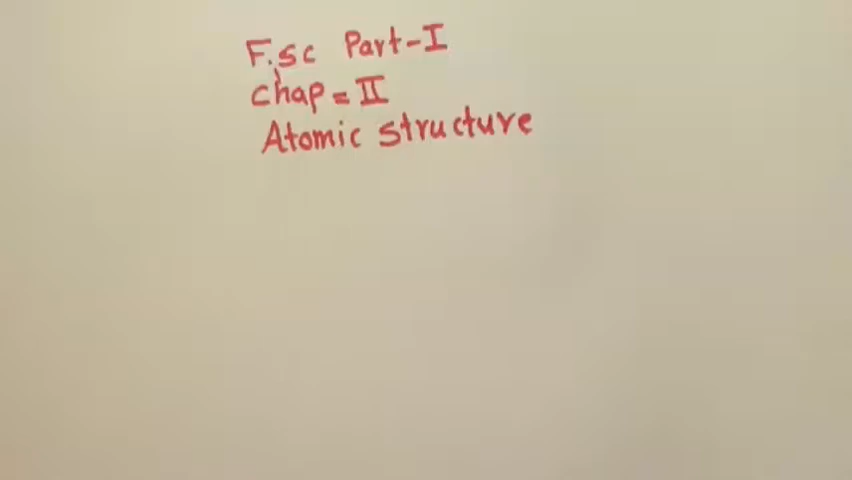 F.sc Part-I
chap = II
Atomic structure